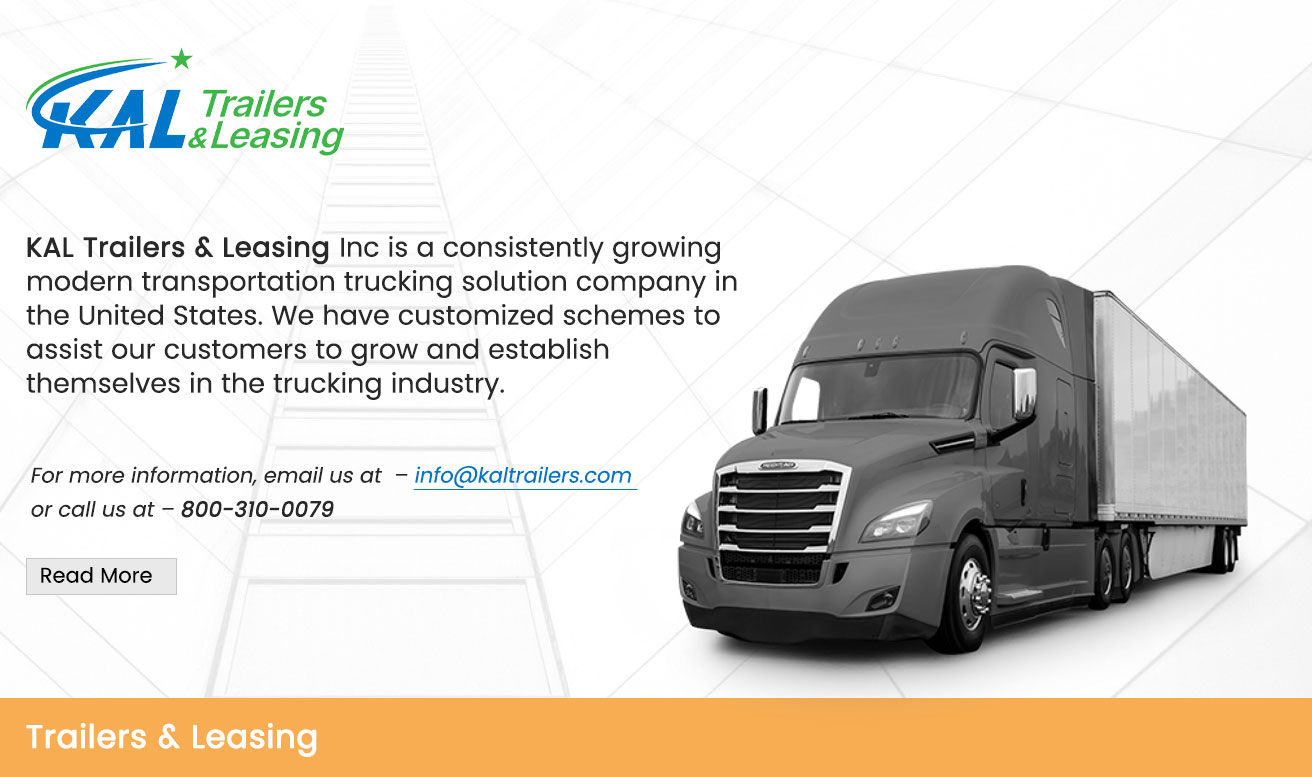 KAL Trailers
&Leasing
KAL Trailers & Leasing Inc is a consistently growing
modern transportation trucking solution company in
the United States. We have customized schemes to
assist our customers to grow and establish
themselves in the trucking industry.
For more information, email us at – info@kaltrailers.com
or call us at – 800-310-0079
Read More
FREIGHTLINER
Trailers & Leasing